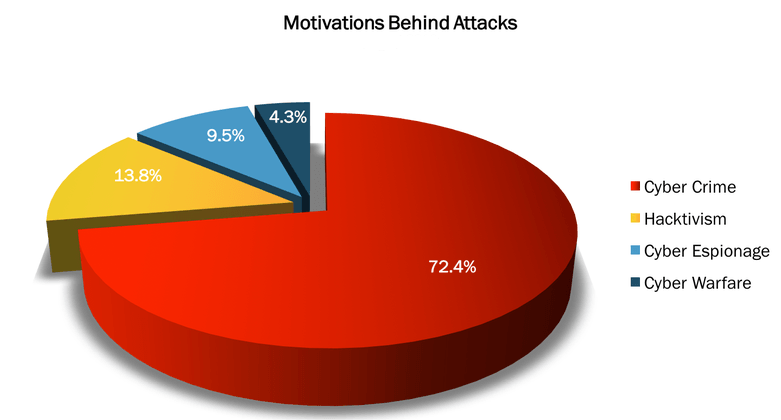 Motivations Behind Attacks
4.3%
9.5%
13.8%
72.4%
Cyber Crime
Hacktivism
Cyber Espionage
Cyber Warfare